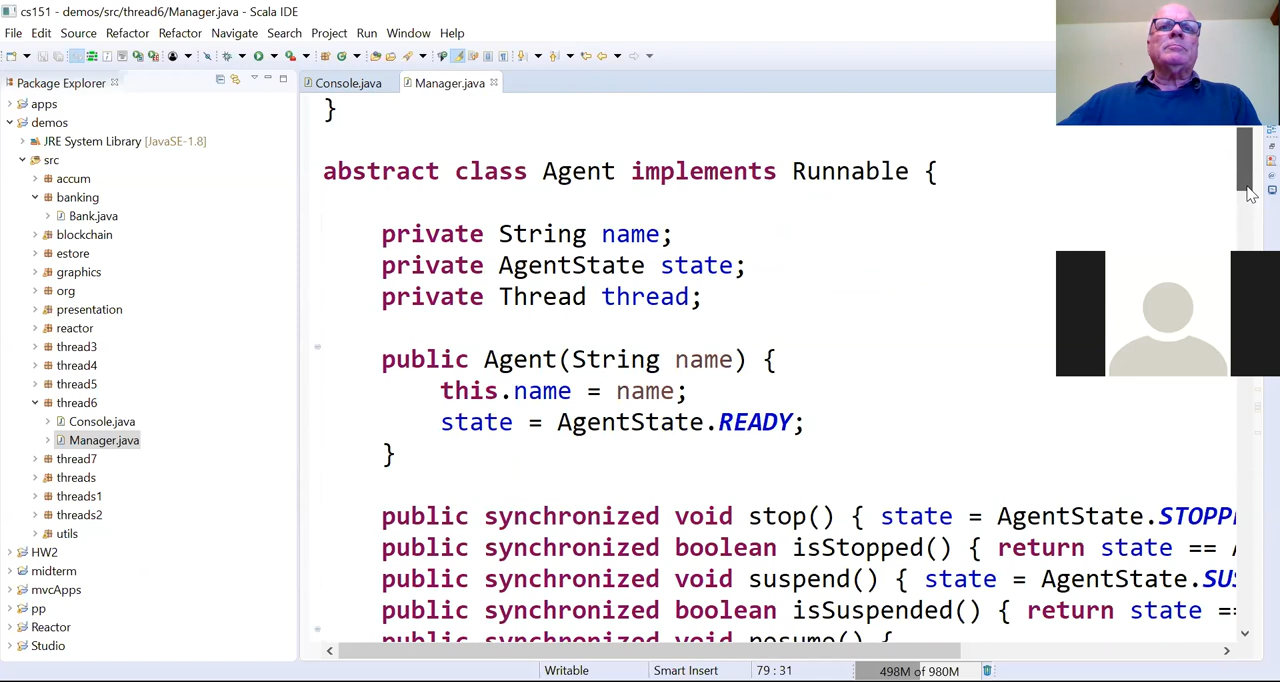 cs151 - demos/src/thread6/Manager.java - Scala IDE
File Edit Source Refactor Refactor Navigate Search Project Run Window Help
Package Explorer
Console.java Manager.java
apps
demos
JRE System Library [JavaSE-1.8]
src
accum
banking
Bank.java
blockchain
estore
graphics
org
presentation
reactor
thread3
thread4
thread5
thread6
Console.java
Manager.java
thread7
threads
threads1
threads2
utils
HW2
midterm
mvcApps
pp
Reactor
Studio
}
abstract class Agent implements Runnable {
private String name;
private AgentState state;
private Thread thread;
public Agent(String name) {
this.name = name;
state = AgentState.READY;
}
public synchronized void stop() { state = AgentState.STOPP
public synchronized boolean isStopped() { return state ==
public synchronized void suspend() { state = AgentState.SUS
public synchronized boolean isSuspended() { return state ==
public synchronized void resume() {
Writable Smart Insert 79 : 31 498M of 980M